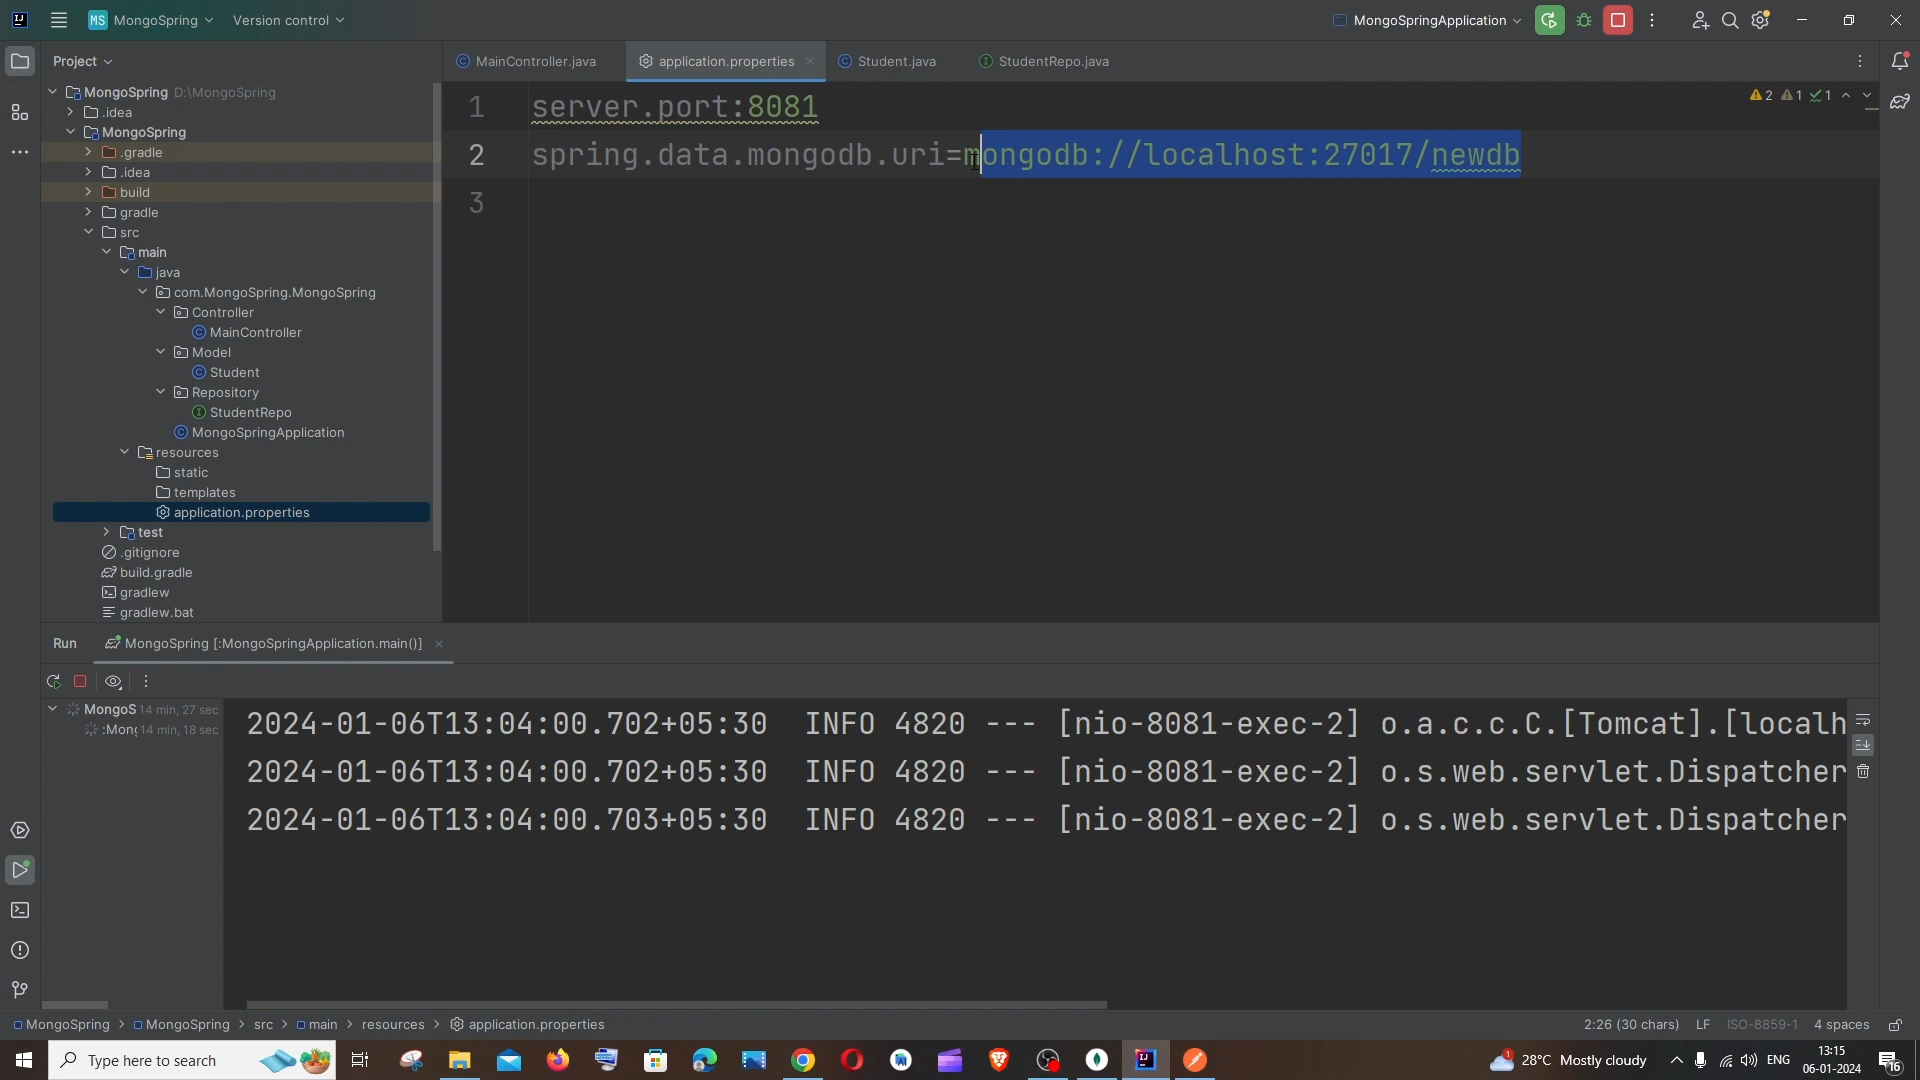 MS MongoSpring Version control MongoSpringApplication
Project
MainController.java application.properties Student.java StudentRepo.java
MongoSpring D:\MongoSpring
.idea
MongoSpring
.gradle
.idea
build
gradle
src
main
java
com.MongoSpring.MongoSpring
Controller
MainController
Model
Student
Repository
StudentRepo
MongoSpringApplication
resources
static
templates
application.properties
test
.gitignore
build.gradle
gradlew
gradlew.bat
1 server.port:8081
2 spring.data.mongodb.uri=mongodb://localhost:27017/newdb
3
2 1 1
Run MongoSpring [:MongoSpringApplication.main()]
MongoS 14 min, 27 sec
:Mong 14 min, 18 sec
2024-01-06T13:04:00.702+05:30 INFO 4820 --- [nio-8081-exec-2] o.a.c.c.C.[Tomcat].[localh
2024-01-06T13:04:00.702+05:30 INFO 4820 --- [nio-8081-exec-2] o.s.web.servlet.Dispatcher
2024-01-06T13:04:00.703+05:30 INFO 4820 --- [nio-8081-exec-2] o.s.web.servlet.Dispatcher
MongoSpring > MongoSpring > src > main > resources > application.properties
2:26 (30 chars) LF ISO-8859-1 4 spaces
Type here to search
1 28°C Mostly cloudy ENG 13:15 06-01-2024 16